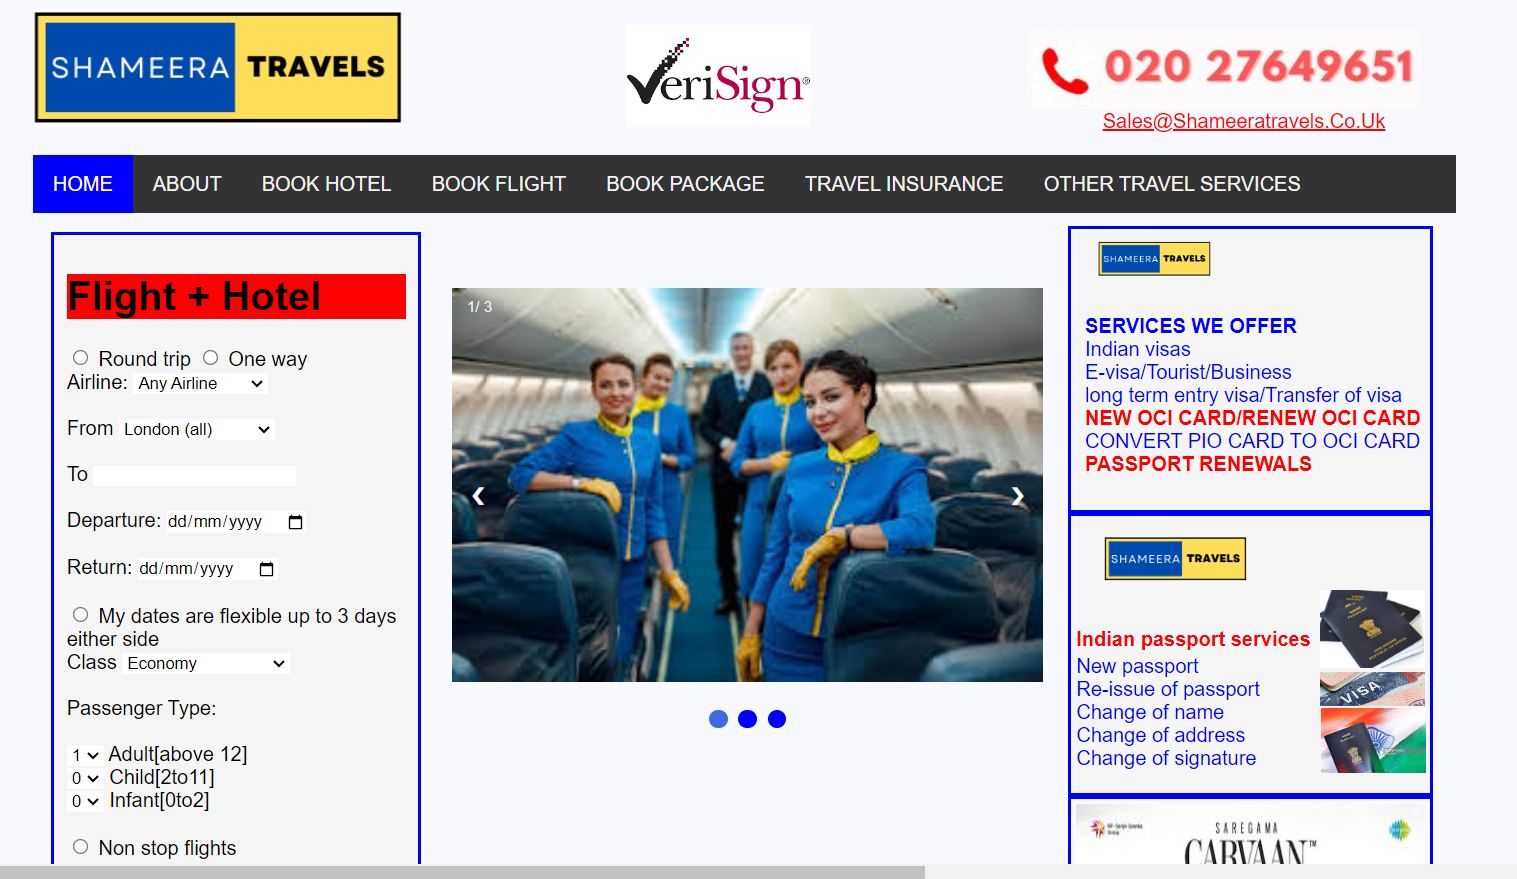 SHAMEERA TRAVELS
VeriSign®
020 27649651
Sales@Shameeratravels.Co.Uk
HOME ABOUT BOOK HOTEL BOOK FLIGHT BOOK PACKAGE TRAVEL INSURANCE OTHER TRAVEL SERVICES
Flight + Hotel
Round trip One way
Airline: Any Airline
From London (all)
To
Departure: dd/mm/yyyy
Return: dd/mm/yyyy
My dates are flexible up to 3 days
either side
Class Economy
Passenger Type:
1 Adult[above 12]
0 Child[2to11]
0 Infant[0to2]
Non stop flights
1/ 3
SHAMEERA TRAVELS
SERVICES WE OFFER
Indian visas
E-visa/Tourist/Business
long term entry visa/Transfer of visa
NEW OCI CARD/RENEW OCI CARD
CONVERT PIO CARD TO OCI CARD
PASSPORT RENEWALS
SHAMEERA TRAVELS
Indian passport services
New passport
Re-issue of passport
Change of name
Change of address
Change of signature
VISA
SAREGAMA
CARVAAN™